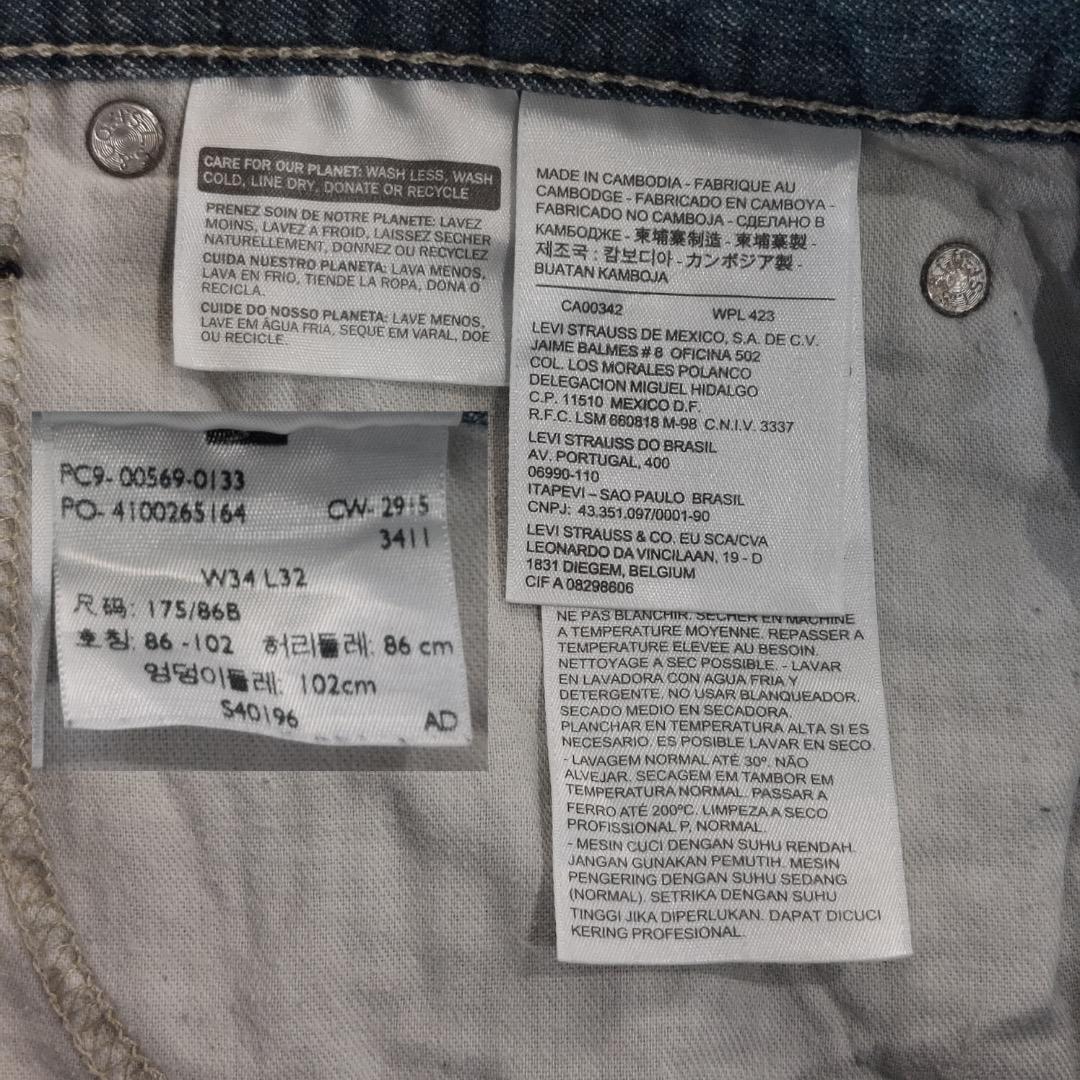 CARE FOR OUR PLANET: WASH LESS, WASH
COLD, LINE DRY, DONATE OR RECYCLE
PRENEZ SOIN DE NOTRE PLANETE: LAVEZ
MOINS, LAVEZ A FROID, LAISSEZ SECHER
NATURELLEMENT, DONNEZ OU RECYCLEZ
CUIDA NUESTRO PLANETA: LAVA MENOS,
LAVA EN FRIO, TIENDE LA ROPA, DONA O
RECICLA.
CUIDE DO NOSSO PLANETA: LAVE MENOS,
LAVE EM ÁGUA FRIA, SEQUE EM VARAL, DOE
OU RECICLE.
MADE IN CAMBODIA - FABRIQUE AU
CAMBODGE - FABRICADO EN CAMBOYA -
FABRICADO NO CAMBOJA - СДЕЛАНО В
КАМБОДЖЕ - 柬埔寨制造 - 柬埔寨製 -
제조국 : 캄보디아 - カンボジア製 -
BUATAN KAMBOJA
CA00342 WPL 423
LEVI STRAUSS DE MEXICO, S.A. DE C.V.
JAIME BALMES # 8 OFICINA 502
COL. LOS MORALES POLANCO
DELEGACION MIGUEL HIDALGO
C.P. 11510 MEXICO D.F.
R.F.C. LSM 660818 M-98 C.N.I.V. 3337
LEVI STRAUSS DO BRASIL
AV. PORTUGAL, 400
06990-110
ITAPEVI – SAO PAULO BRASIL
CNPJ: 43.351.097/0001-90
LEVI STRAUSS & CO. EU SCA/CVA
LEONARDO DA VINCILAAN, 19 - D
1831 DIEGEM, BELGIUM
CIF A 08298606
PC9- 00569-0133
PO- 4100265164 CW- 2915
3411
W34 L32
尺码: 175/86B
호칭: 86 -102 허리둘레: 86 cm
엉덩이둘레: 102cm
S40196 AD
NE PAS BLANCHIR. SECHER EN MACHINE
A TEMPERATURE MOYENNE. REPASSER A
TEMPERATURE ELEVEE AU BESOIN.
NETTOYAGE A SEC POSSIBLE. - LAVAR
EN LAVADORA CON AGUA FRIA Y
DETERGENTE. NO USAR BLANQUEADOR.
SECADO MEDIO EN SECADORA.
PLANCHAR EN TEMPERATURA ALTA SI ES
NECESARIO. ES POSIBLE LAVAR EN SECO.
- LAVAGEM NORMAL ATÉ 30º. NÃO
ALVEJAR. SECAGEM EM TAMBOR EM
TEMPERATURA NORMAL. PASSAR A
FERRO ATÉ 200ºC. LIMPEZA A SECO
PROFISSIONAL P, NORMAL.
- MESIN CUCI DENGAN SUHU RENDAH.
JANGAN GUNAKAN PEMUTIH. MESIN
PENGERING DENGAN SUHU SEDANG
(NORMAL). SETRIKA DENGAN SUHU
TINGGI JIKA DIPERLUKAN. DAPAT DICUCI
KERING PROFESIONAL.